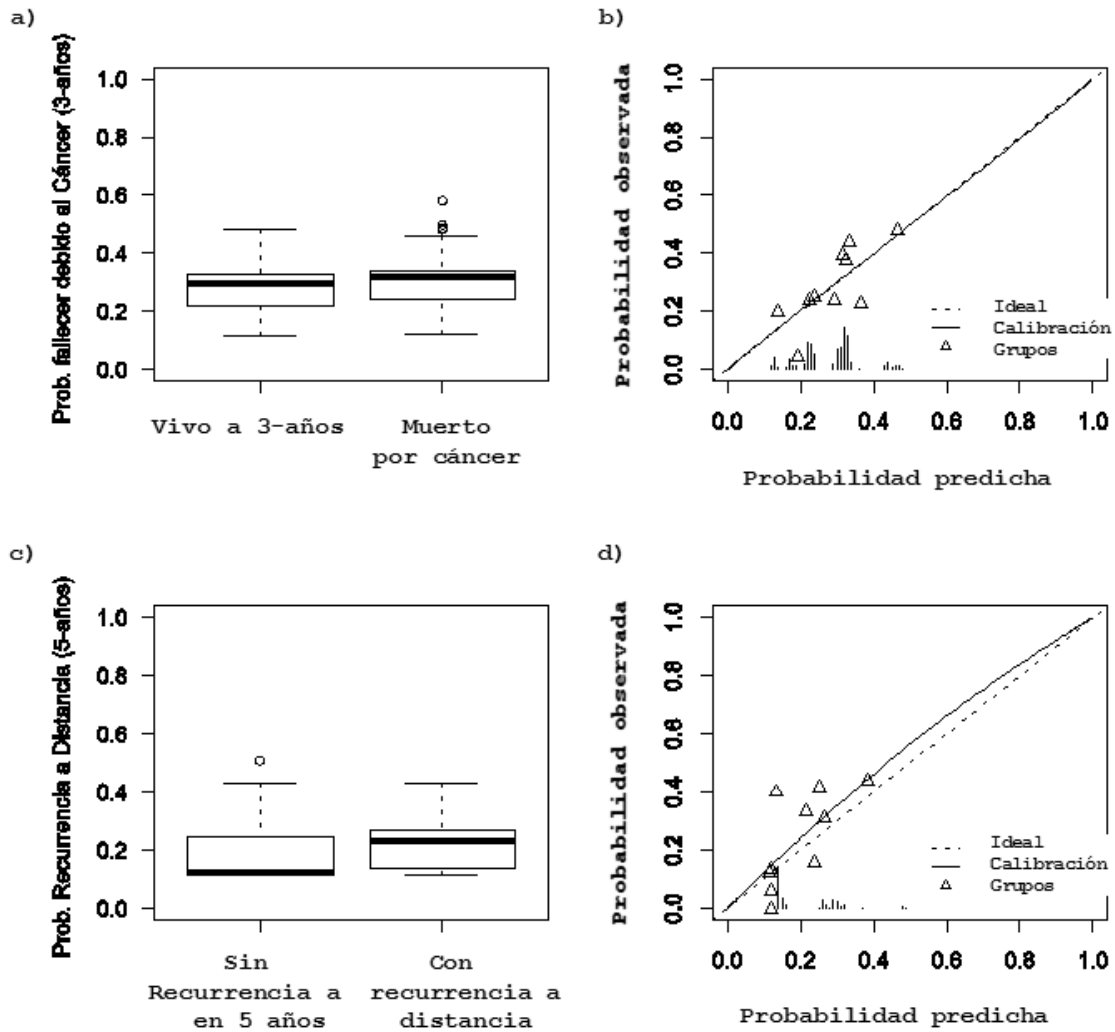 a)
Prob. fallecer debido al Cáncer (3-años)
1.0
0.8
0.6
0.4
0.2
0.0
Vivo a 3-años
Muerto
por cáncer
b)
Probabilidad observada
1.0
0.8
0.6
0.4
0.2
0.0
Ideal
Calibración
Grupos
0.0 0.2 0.4 0.6 0.8 1.0
Probabilidad predicha
c)
Prob. Recurrencia a Distancia (5-años)
1.0
0.8
0.6
0.4
0.2
0.0
Sin
Recurrencia a
en 5 años
Con
recurrencia a
distancia
d)
Probabilidad observada
1.0
0.8
0.6
0.4
0.2
0.0
Ideal
Calibración
Grupos
0.0 0.2 0.4 0.6 0.8 1.0
Probabilidad predicha